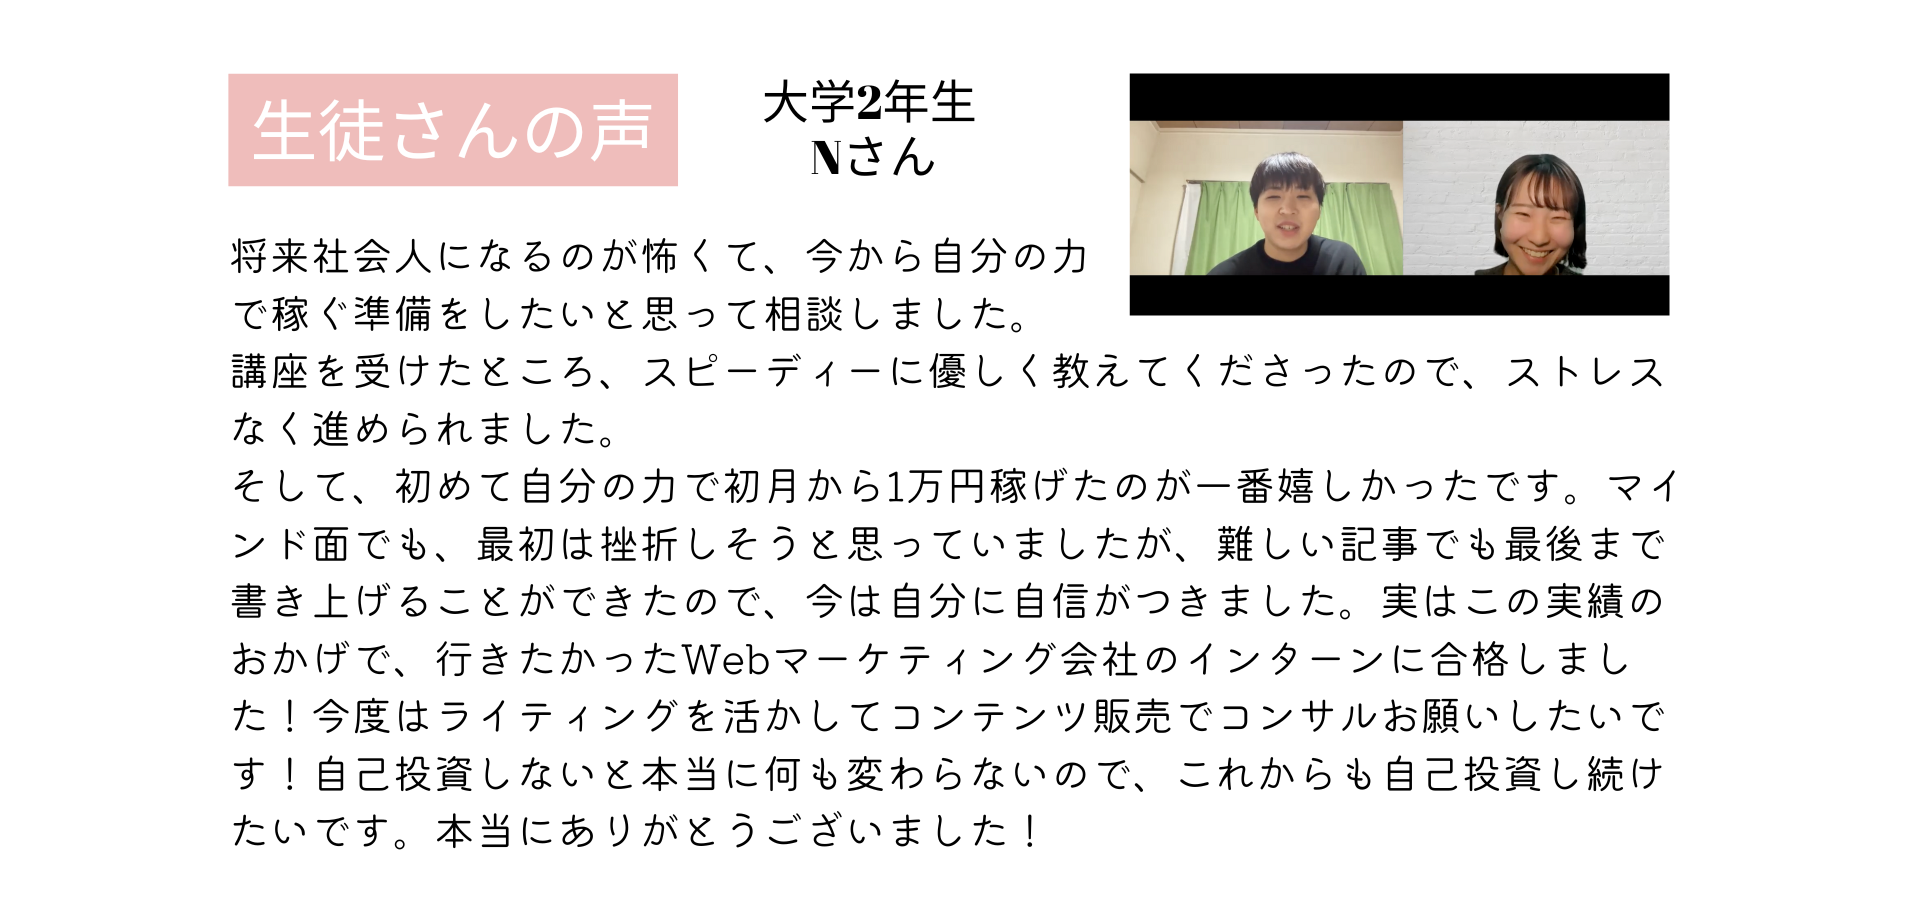 生徒さんの声
大学2年生
Nさん
将来社会人になるのが怖くて、今から自分の力
で稼ぐ準備をしたいと思って相談しました。
講座を受けたところ、スピーディーに優しく教えてくださったので、ストレス
なく進められました。
そして、初めて自分の力で初月から1万円稼げたのが一番嬉しかったです。マイ
ンド面でも、最初は挫折しそうと思っていましたが、難しい記事でも最後まで
書き上げることができたので、今は自分に自信がつきました。実はこの実績の
おかげで、行きたかったWebマーケティング会社のインターンに合格しまし
た！今度はライティングを活かしてコンテンツ販売でコンサルお願いしたいで
す！自己投資しないと本当に何も変わらないので、これからも自己投資し続け
たいです。本当にありがとうございました！